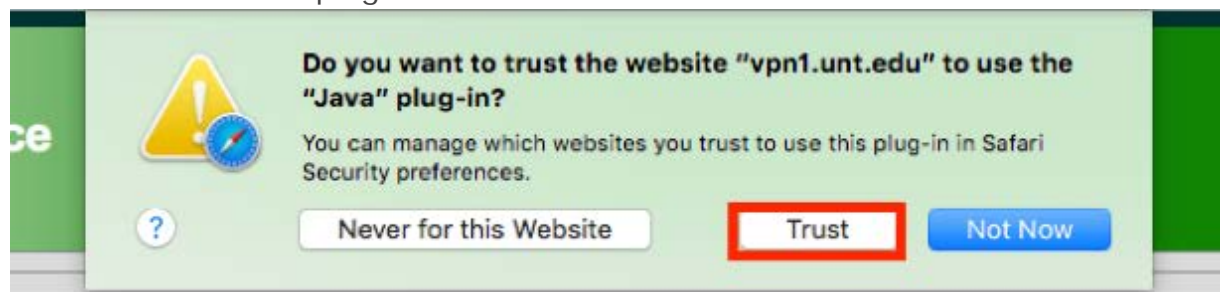 Do you want to trust the website "vpn1.unt.edu" to use the
"Java" plug-in?
ce
You can manage which websites you trust to use this plug-in in Safari
Security preferences.
?
Never for this Website
Trust
Not Now